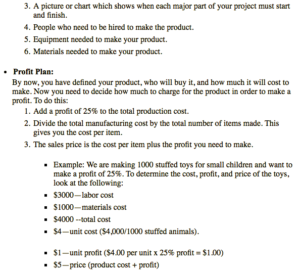 3. A picture or chart which shows when each major part of your project must start
and finish.
4. People who need to be hired to make the product.
5. Equipment needed to make your product.
6. Materials needed to make your product.
• Profit Plan:
By now, you have defined your product, who will buy it, and how much it will cost to
make. Now you need to decide how much to charge for the product in order to make a
profit. To do this:
1. Add a profit of 25% to the total production cost.
2. Divide the total manufacturing cost by the total number of items made. This
gives you the cost per item.
3. The sales price is the cost per item plus the profit you need to make.
▪ Example: We are making 1000 stuffed toys for small children and want to
make a profit of 25%. To determine the cost, profit, and price of the toys,
look at the following:
▪ $3000—labor cost
▪ $1000—materials cost
▪ $4000 --total cost
▪ $4—unit cost ($4,000/1000 stuffed animals).
▪ $1—unit profit ($4.00 per unit x 25% profit = $1.00)
▪ $5—price (product cost + profit)